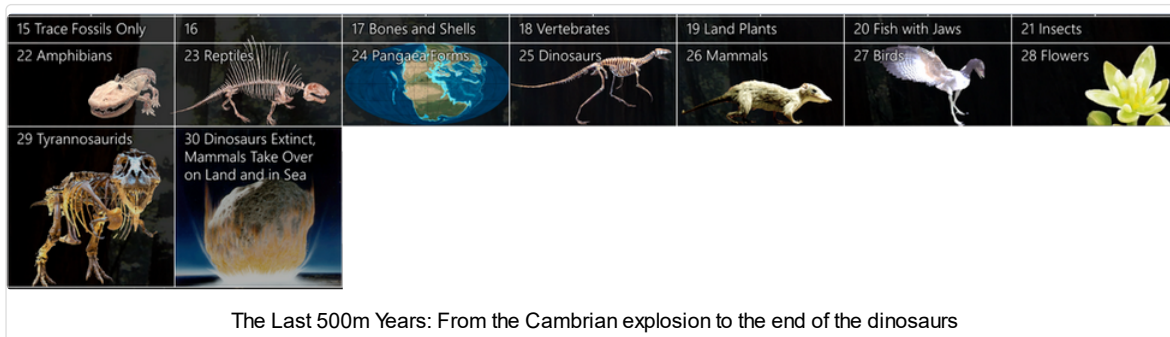 15 Trace Fossils Only
16
17 Bones and Shells
18 Vertebrates
19 Land Plants
20 Fish with Jaws
21 Insects
22 Amphibians
23 Reptiles
24 Pangaea Forms
25 Dinosaurs
26 Mammals
27 Birds
28 Flowers
29 Tyrannosaurids
30 Dinosaurs Extinct,
Mammals Take Over
on Land and in Sea
The Last 500m Years: From the Cambrian explosion to the end of the dinosaurs